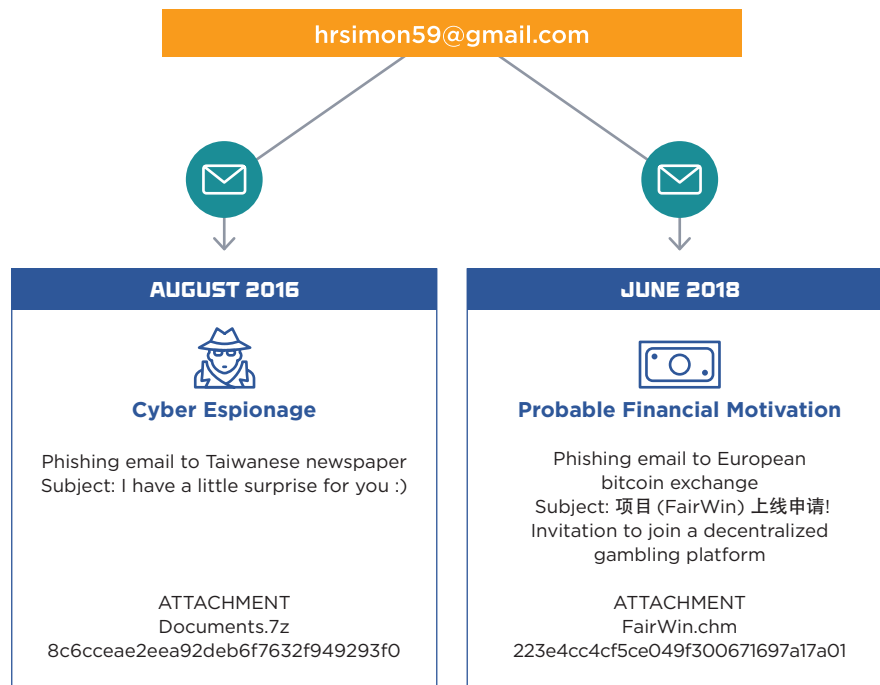 hrsimon59@gmail.com
AUGUST 2016
Cyber Espionage
Phishing email to Taiwanese newspaper
Subject: I have a little surprise for you :)
ATTACHMENT
Documents.7z
8c6cceae2eea92deb6f7632f949293f0
JUNE 2018
Probable Financial Motivation
Phishing email to European
bitcoin exchange
Subject: 项目 (FairWin) 上线申请!
Invitation to join a decentralized
gambling platform
ATTACHMENT
FairWin.chm
223e4cc4cf5ce049f300671697a17a01